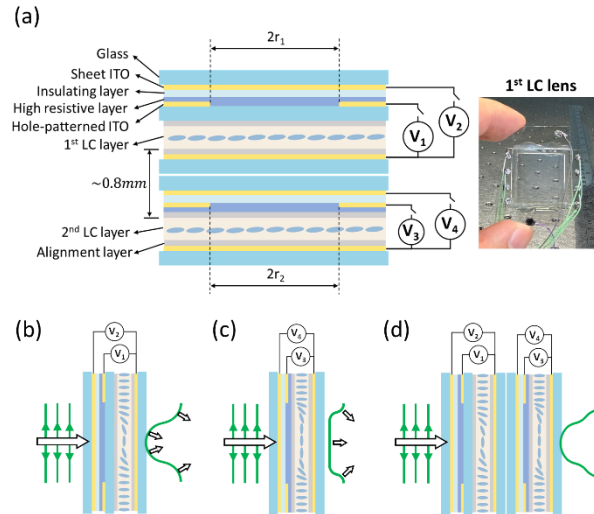 (a)
2r₁
Glass
Sheet ITO
Insulating layer
High resistive layer
Hole-patterned ITO
1ˢᵗ LC layer
~0.8mm
2ⁿᵈ LC layer
Alignment layer
2r₂
V₁
V₂
V₃
V₄
1ˢᵗ LC lens
(b)
V₂
V₁
(c)
V₄
V₃
(d)
V₂
V₁
V₄
V₃